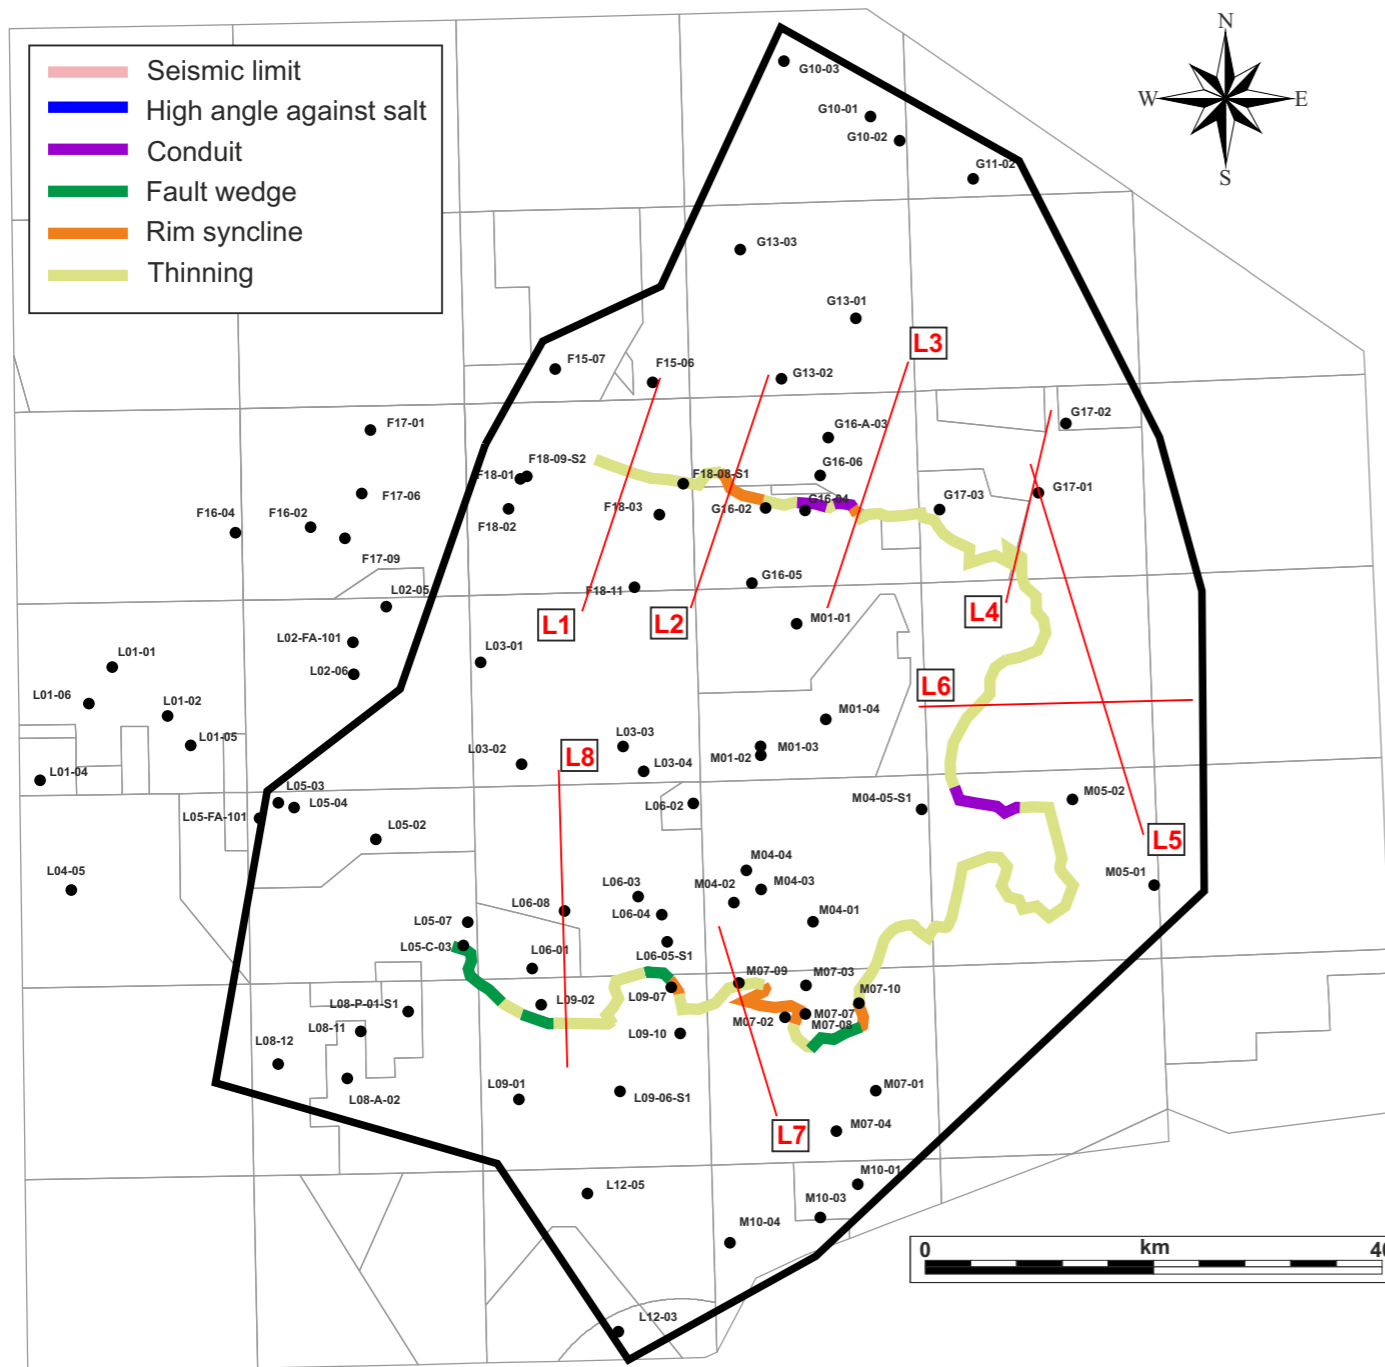 Seismic limit
High angle against salt
Conduit
Fault wedge
Rim syncline
Thinning
N
W
E
S
G10-03
G10-01
G10-02
G11-02
G13-03
G13-01
L3
F15-07
F15-06
G13-02
G17-02
F17-01
G16-A-03
F18-09-S2
F18-01
F18-08-S1
G16-06
G17-01
F17-06
F16-04
F16-02
F18-02
F18-03
G16-02
G16-04
G17-03
F17-09
L02-05
F18-11
G16-05
L1
L2
M01-01
L4
L02-FA-101
L02-06
L03-01
L01-01
L01-06
L01-02
L6
L01-05
M01-04
L03-02
L8
L03-03
M01-03
M01-02
L01-04
L03-04
L05-03
L05-04
L05-FA-101
L06-02
M04-05-S1
M05-02
L05-02
L5
L04-05
M04-04
M05-01
L06-03
M04-02
M04-03
L06-08
L06-04
M04-01
L05-07
L05-C-03
L06-01
L06-05-S1
M07-09
M07-03
L08-P-01-S1
L09-02
L09-07
M07-10
M07-07
L08-11
M07-02
M07-08
L09-10
L08-12
L08-A-02
L09-01
L09-06-S1
M07-01
L7
M07-04
M10-01
L12-05
M10-03
M10-04
0
km
40
L12-03